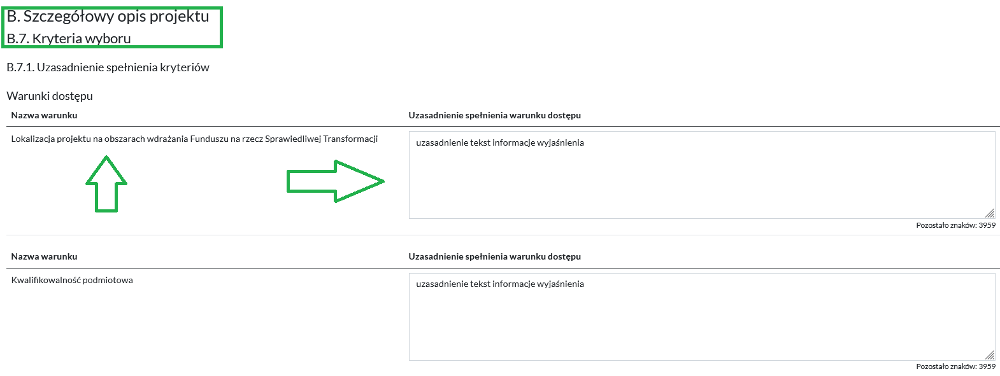 B. Szczegółowy opis projektu
B.7. Kryteria wyboru
B.7.1. Uzasadnienie spełnienia kryteriów
Warunki dostępu
Nazwa warunku
Uzasadnienie spełnienia warunku dostępu
Lokalizacja projektu na obszarach wdrażania Funduszu na rzecz Sprawiedliwej Transformacji
uzasadnienie tekst informacje wyjaśnienia
Pozostało znaków: 3959
Nazwa warunku
Uzasadnienie spełnienia warunku dostępu
Kwalifikowalność podmiotowa
uzasadnienie tekst informacje wyjaśnienia
Pozostało znaków: 3959